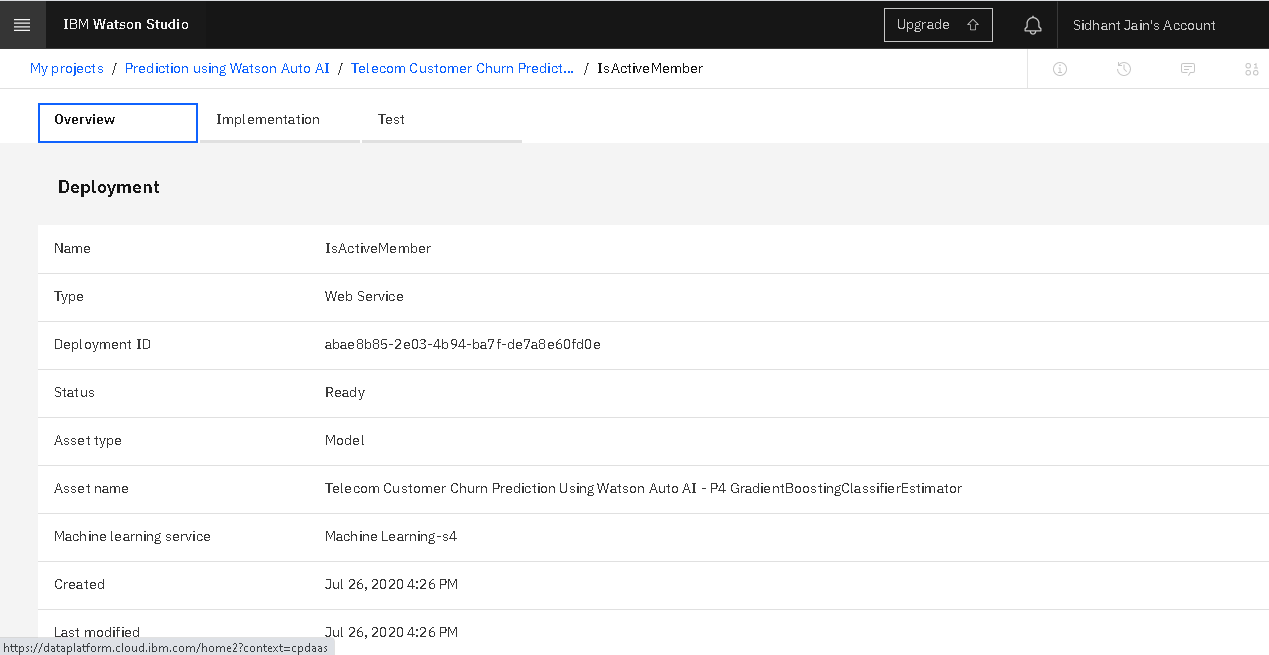 IBM Watson Studio Upgrade Sidhant Jain's Account
My projects / Prediction using Watson Auto AI / Telecom Customer Churn Predict... / IsActiveMember
Overview Implementation Test
Deployment
Name IsActiveMember
Type Web Service
Deployment ID abae8b85-2e03-4b94-ba7f-de7a8e60fd0e
Status Ready
Asset type Model
Asset name Telecom Customer Churn Prediction Using Watson Auto AI - P4 GradientBoostingClassifierEstimator
Machine learning service Machine Learning-s4
Created Jul 26, 2020 4:26 PM
Last modified Jul 26, 2020 4:26 PM
https://dataplatform.cloud.ibm.com/home2?context=cpdaas